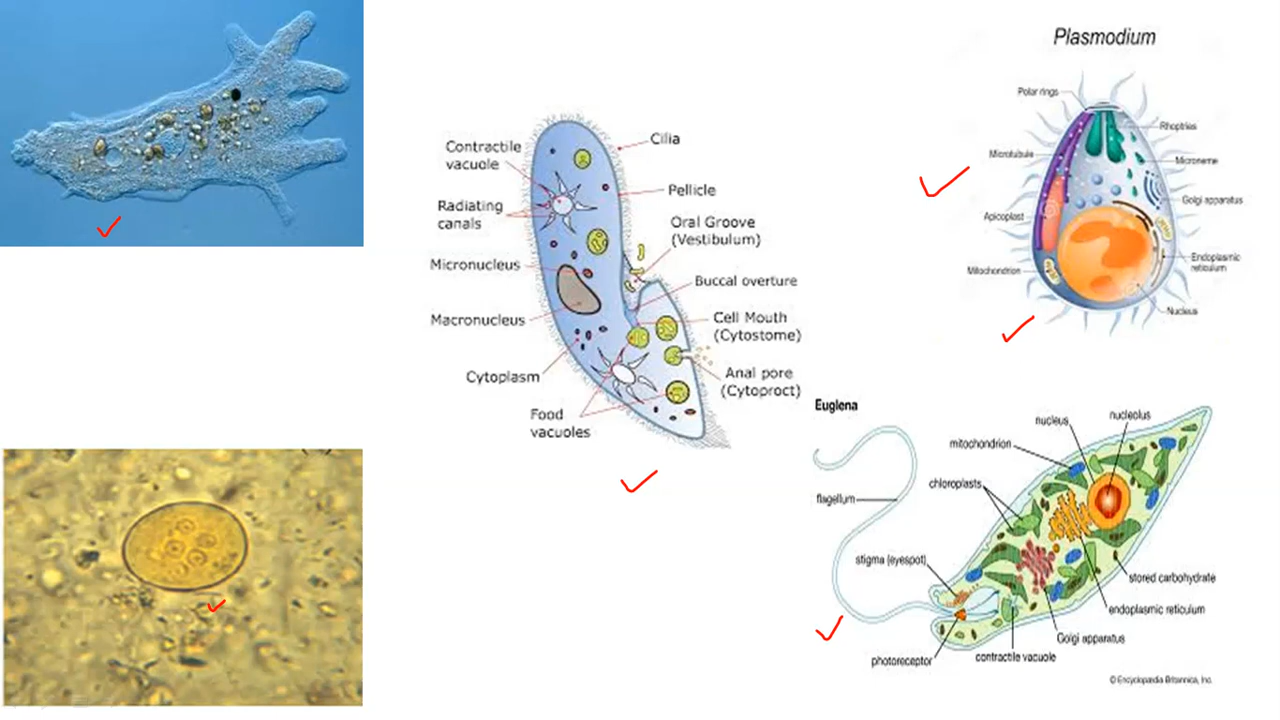 Plasmodium
Polar rings
Rhoptries
Microtubule
Microneme
Golgi apparatus
Apicoplast
Endoplasmic
reticulum
Mitochondrion
Nucleus
Cilia
Contractile
vacuole
Pellicle
Radiating
canals
Oral Groove
(Vestibulum)
Micronucleus
Buccal overture
Macronucleus
Cell Mouth
(Cytostome)
Cytoplasm
Anal pore
(Cytoproct)
Food
vacuoles
Euglena
nucleus
nucleolus
mitochondrion
chloroplasts
flagellum
stigma (eyespot)
stored carbohydrate
endoplasmic reticulum
Golgi apparatus
contractile vacuole
photoreceptor
© Encyclopædia Britannica, Inc.